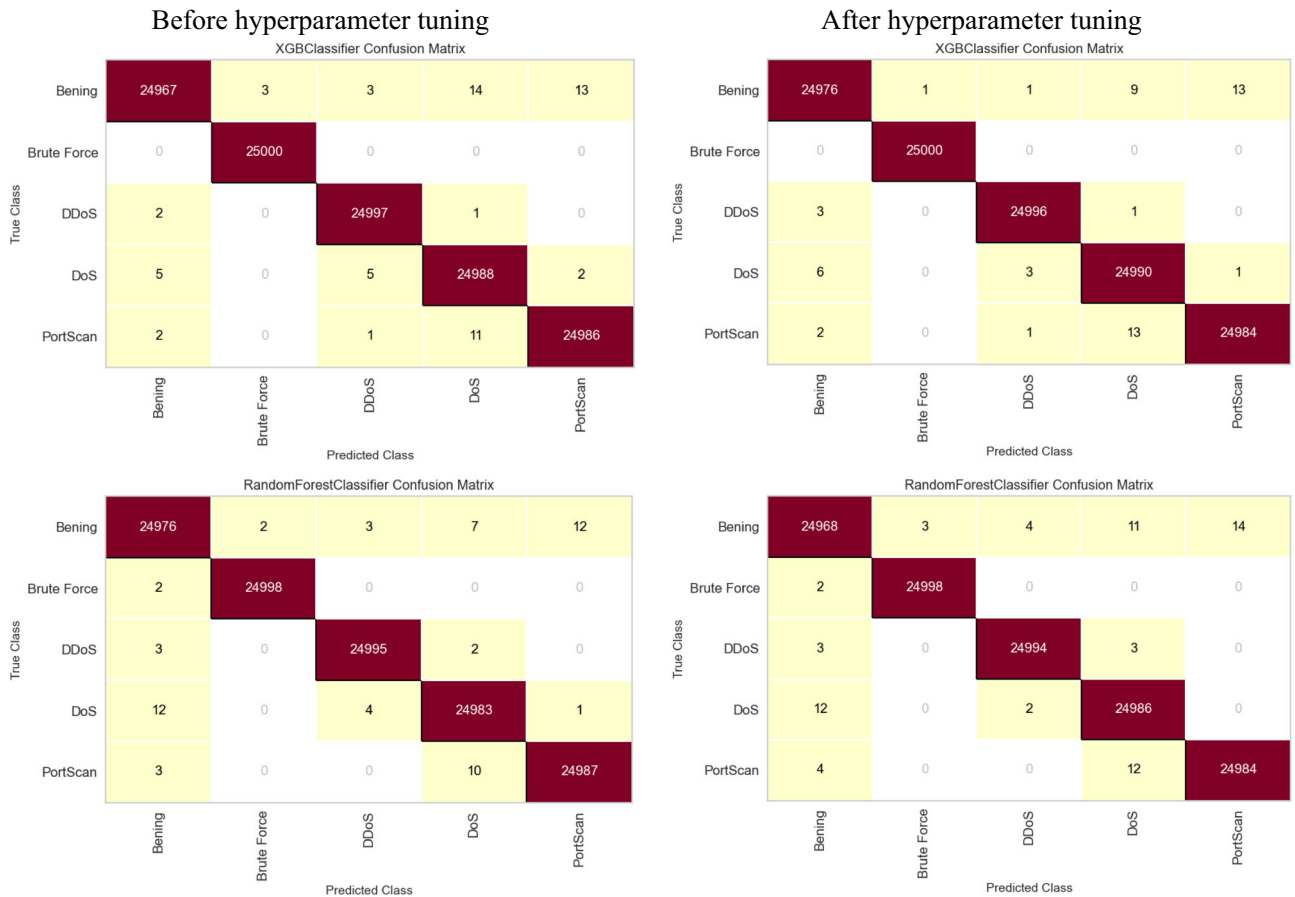 Before hyperparameter tuning
XGBClassifier Confusion Matrix
True Class
Bening 24967 3 3 14 13
Brute Force 0 25000 0 0 0
DDoS 2 0 24997 1 0
DoS 5 0 5 24988 2
PortScan 2 0 1 11 24986
Bening Brute Force DDoS DoS PortScan
Predicted Class
After hyperparameter tuning
XGBClassifier Confusion Matrix
True Class
Bening 24976 1 1 9 13
Brute Force 0 25000 0 0 0
DDoS 3 0 24996 1 0
DoS 6 0 3 24990 1
PortScan 2 0 1 13 24984
Bening Brute Force DDoS DoS PortScan
Predicted Class
RandomForestClassifier Confusion Matrix
True Class
Bening 24976 2 3 7 12
Brute Force 2 24998 0 0 0
DDoS 3 0 24995 2 0
DoS 12 0 4 24983 1
PortScan 3 0 0 10 24987
Bening Brute Force DDoS DoS PortScan
Predicted Class
RandomForestClassifier Confusion Matrix
True Class
Bening 24968 3 4 11 14
Brute Force 2 24998 0 0 0
DDoS 3 0 24994 3 0
DoS 12 0 2 24986 0
PortScan 4 0 0 12 24984
Bening Brute Force DDoS DoS PortScan
Predicted Class